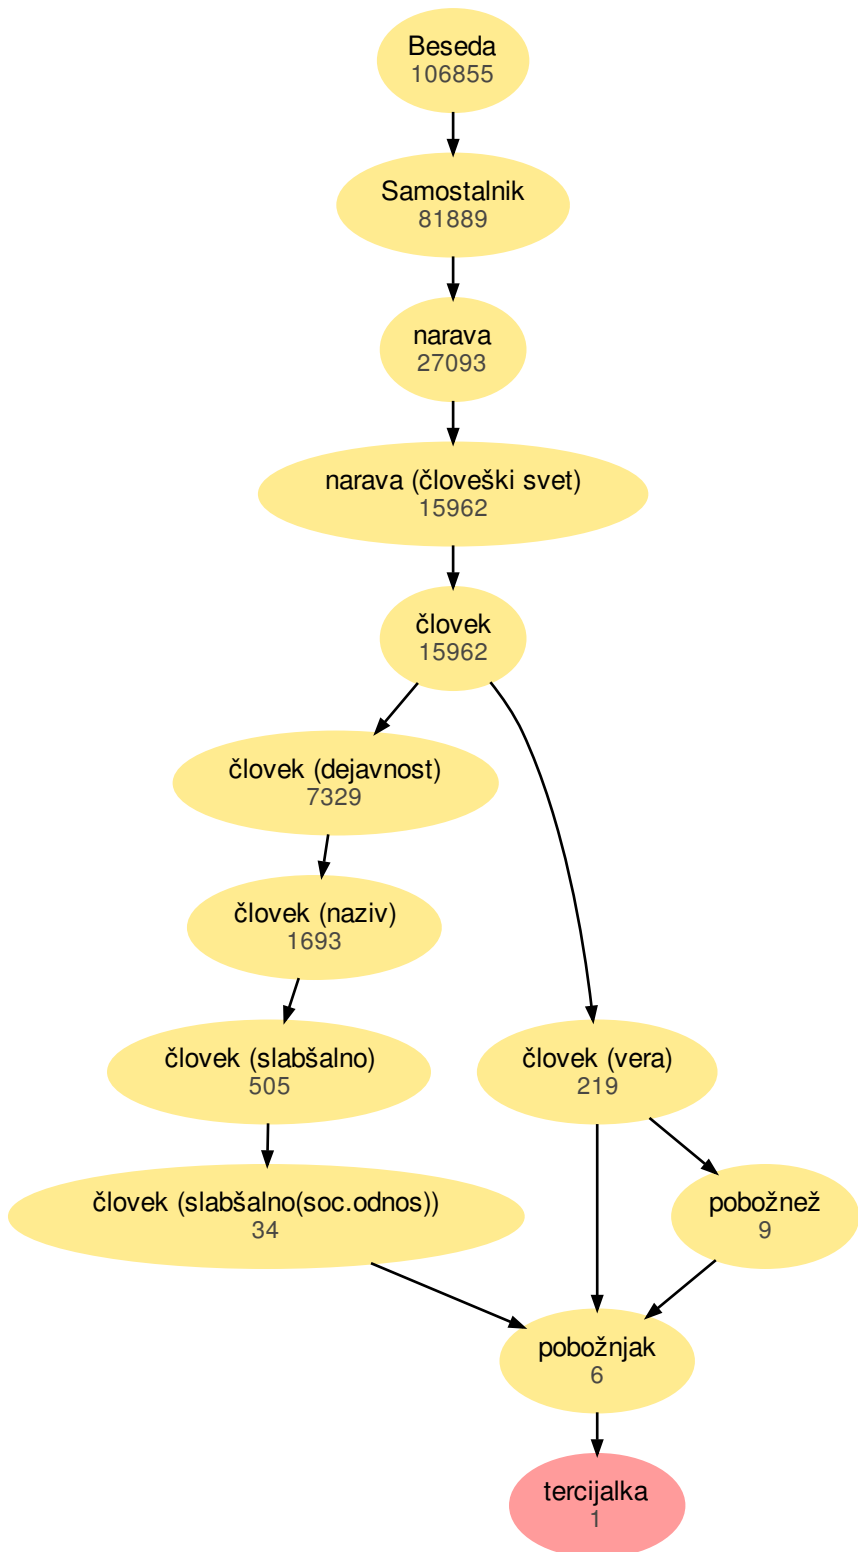 Beseda
106855
Samostalnik
81889
narava
27093
narava (človeški svet)
15962
človek
15962
človek (dejavnost)
7329
človek (naziv)
1693
človek (slabšalno)
505
človek (vera)
219
človek (slabšalno(soc.odnos))
34
pobožnež
9
pobožnjak
6
tercijalka
1